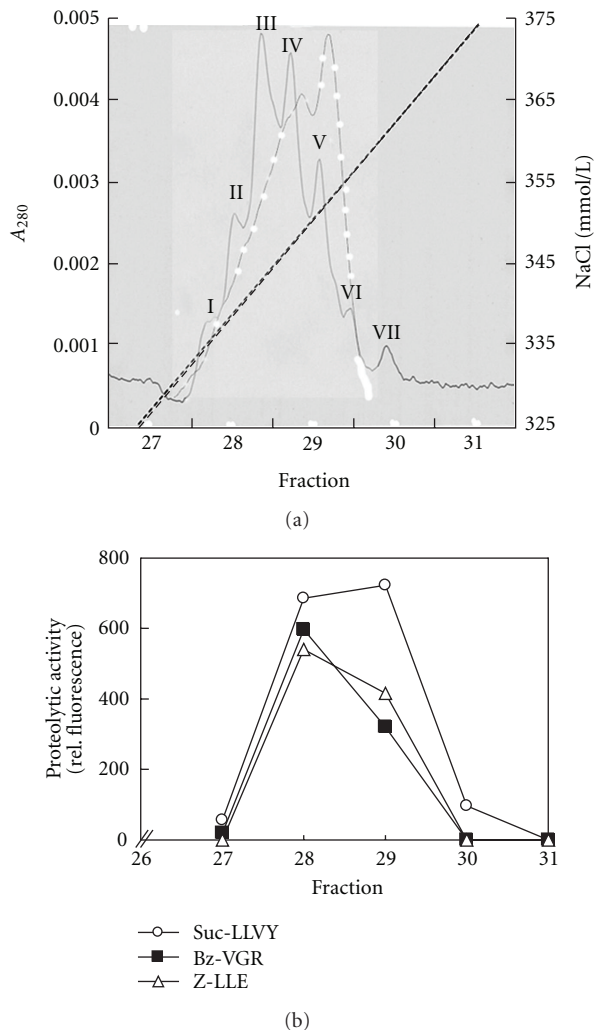 0.005
0.004
0.003
0.002
0.001
0
A280
375
365
355
345
335
325
NaCl (mmol/L)
I
II
III
IV
V
VI
VII
27 28 29 30 31
Fraction
(a)
800
600
400
200
0
Proteolytic activity
(rel. fluorescence)
26 27 28 29 30 31
Fraction
Suc-LLVY
Bz-VGR
Z-LLE
(b)